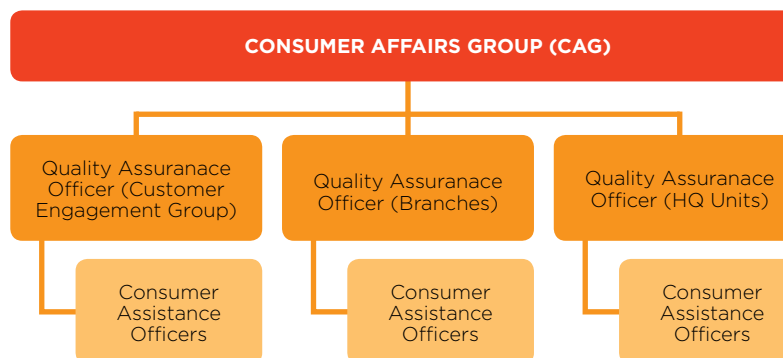 CONSUMER AFFAIRS GROUP (CAG)
Quality Assuranace
Officer (Customer
Engagement Group)
Quality Assuranace
Officer (Branches)
Quality Assuranace
Officer (HQ Units)
Consumer
Assistance
Officers
Consumer
Assistance
Officers
Consumer
Assistance
Officers